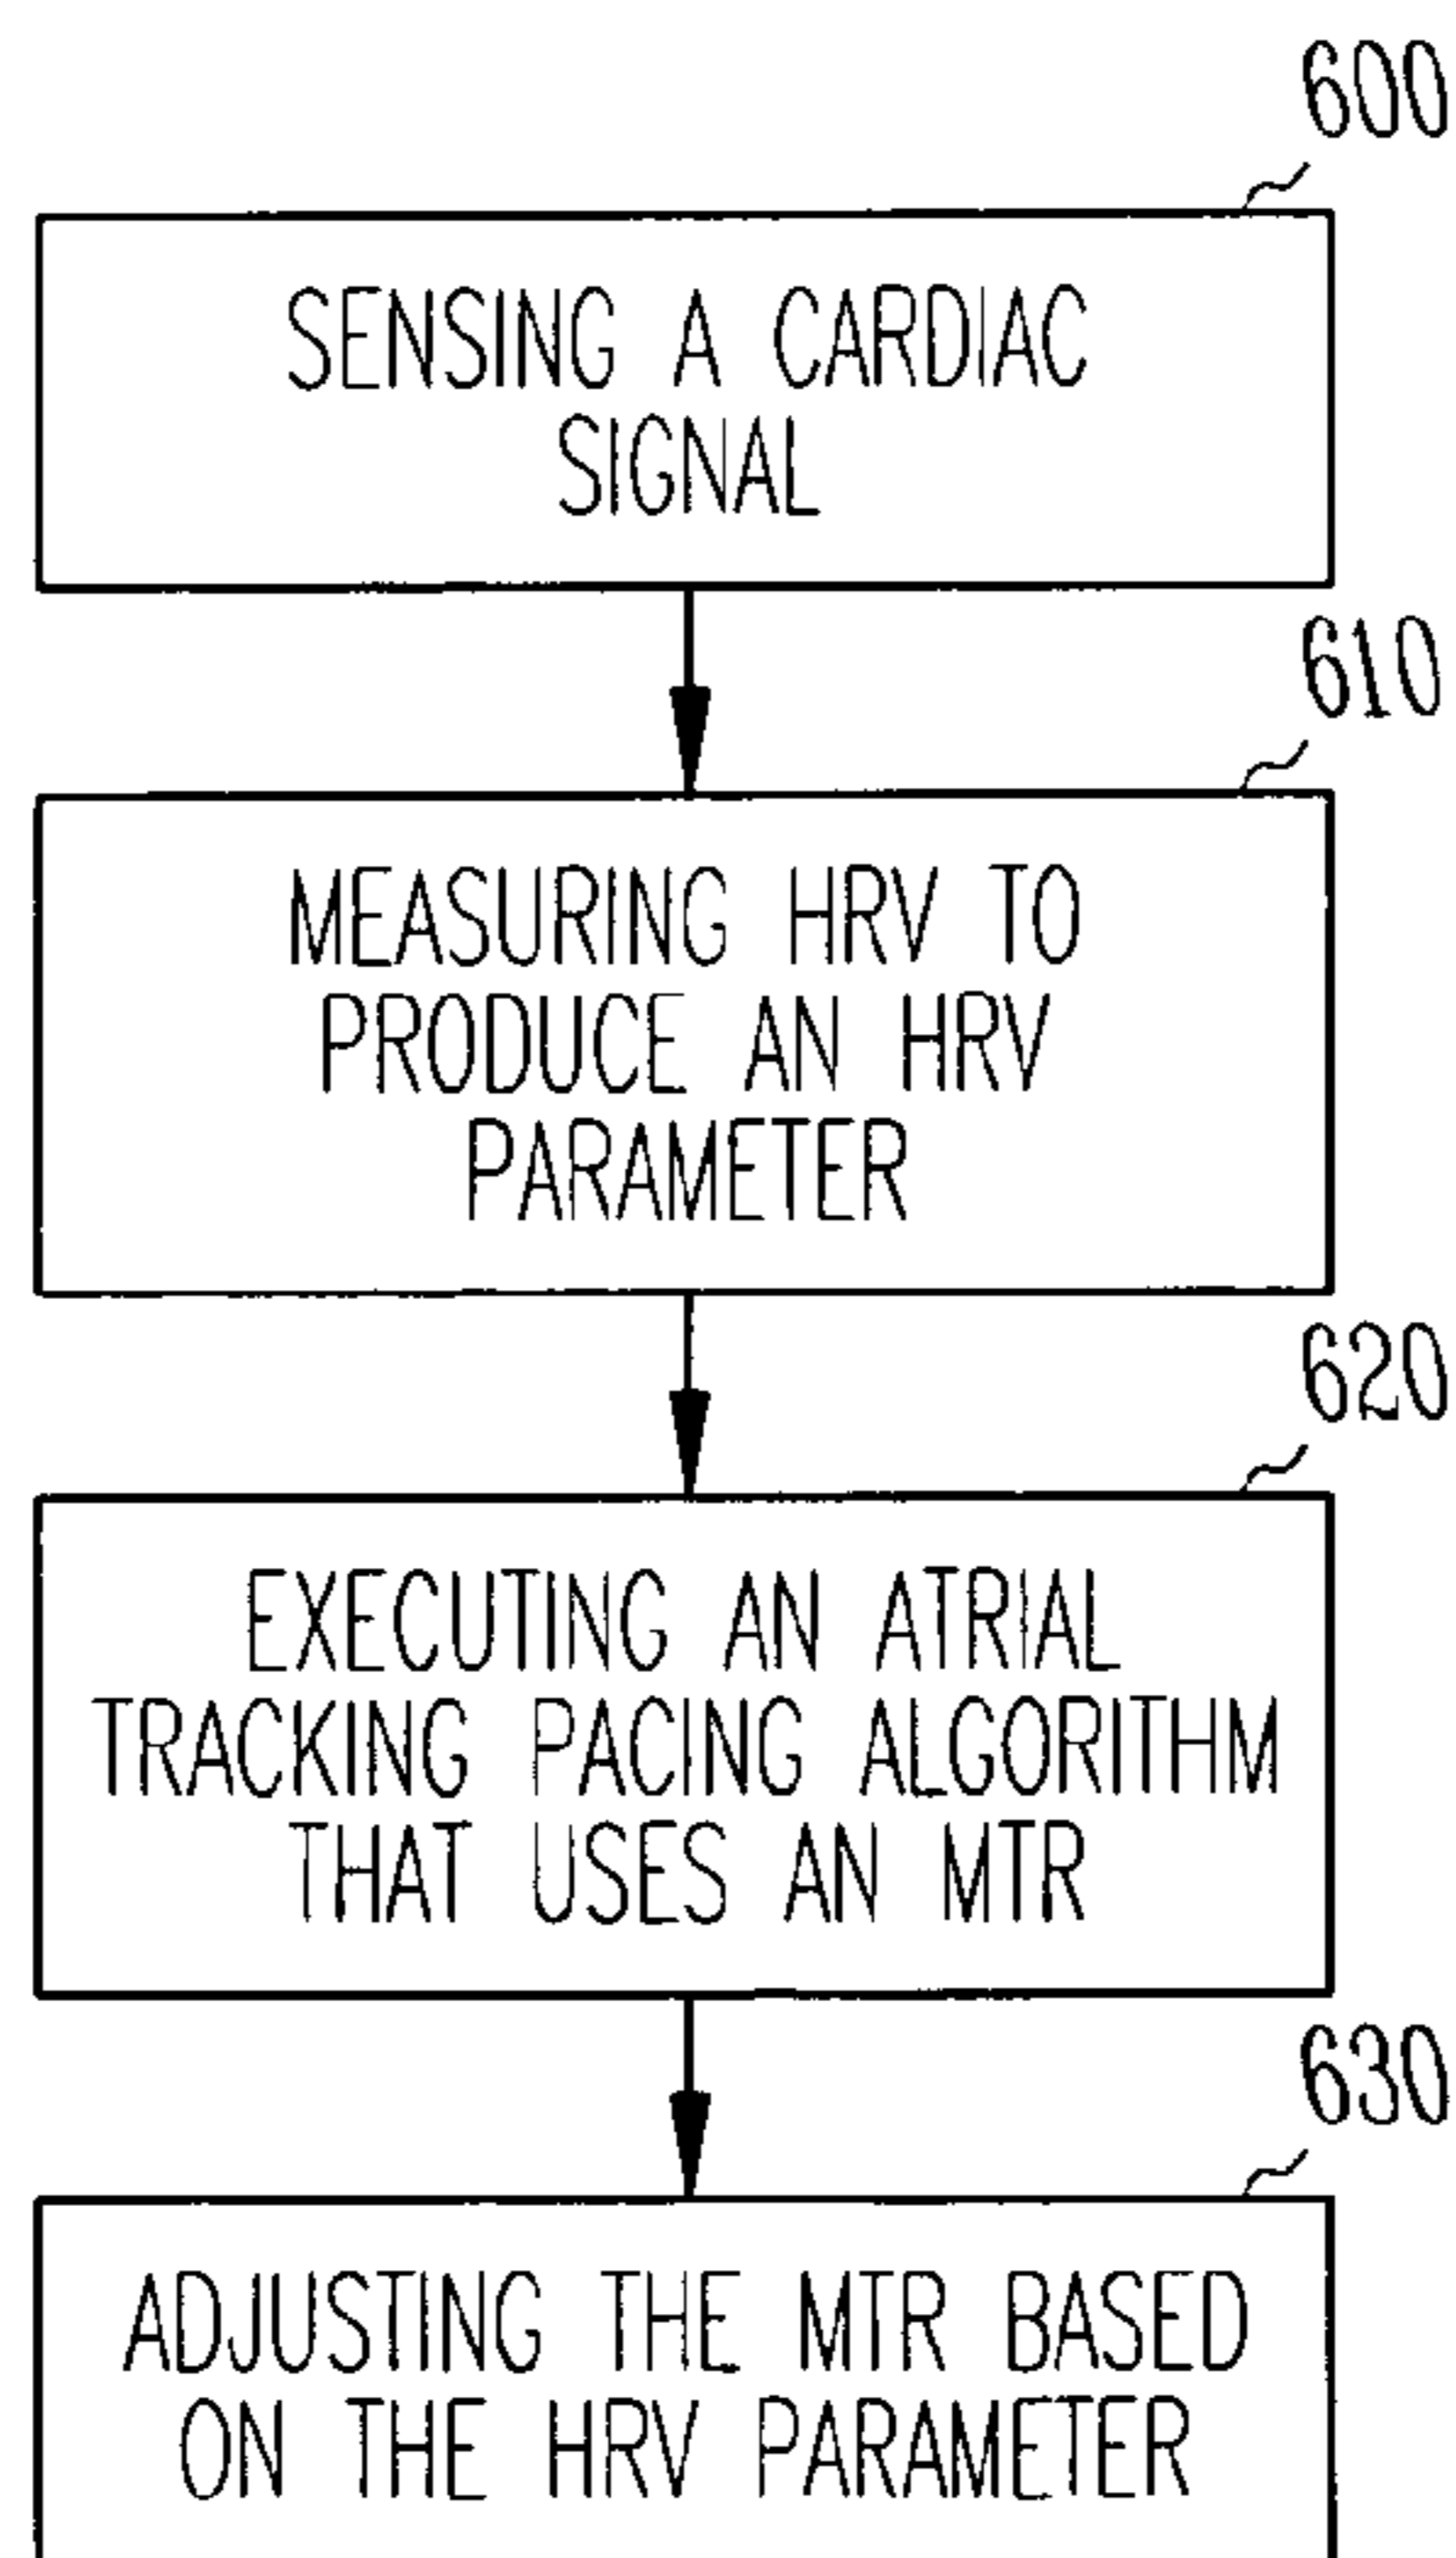 600
SENSING A CARDIAC
SIGNAL
610
MEASURING HRV TO
PRODUCE AN HRV
PARAMETER
620
EXECUTING AN ATRIAL
TRACKING PACING ALGORITHM
THAT USES AN MTR
630
ADJUSTING THE MTR BASED
ON THE HRV PARAMETER